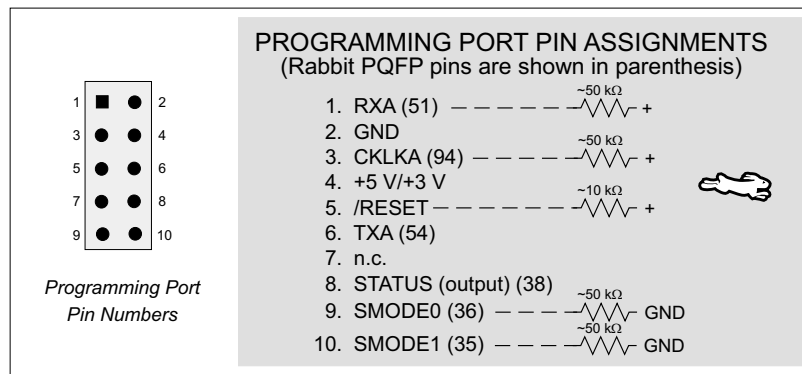 PROGRAMMING PORT PIN ASSIGNMENTS
(Rabbit PQFP pins are shown in parenthesis)
1 2
3 4
5 6
7 8
9 10
Programming Port
Pin Numbers
~50 kΩ
1. RXA (51) +
2. GND
~50 kΩ
3. CKLKA (94) +
4. +5 V/+3 V
~10 kΩ
5. /RESET +
6. TXA (54)
7. n.c.
8. STATUS (output) (38)
~50 kΩ
9. SMODE0 (36) GND
~50 kΩ
10. SMODE1 (35) GND